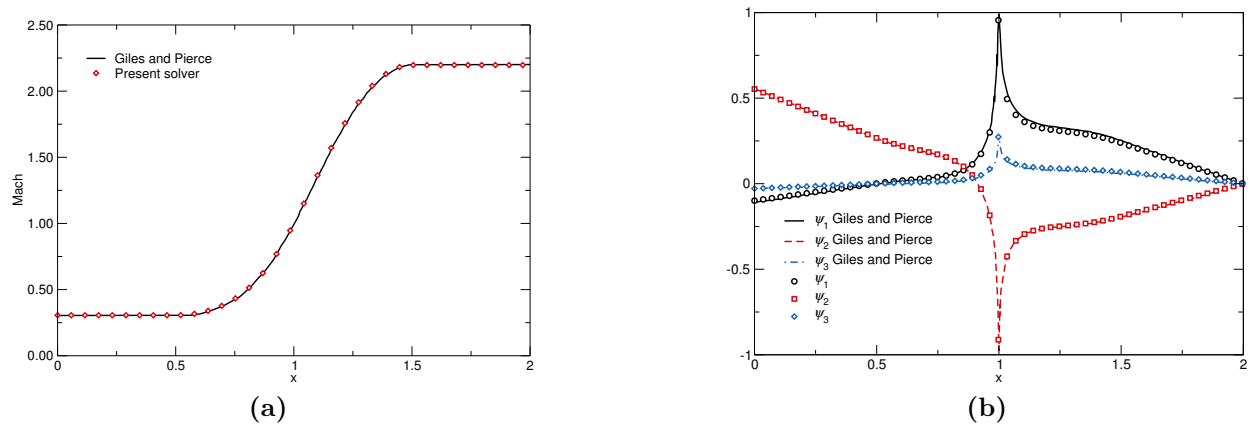 2.50
2.00
1.50
1.00
0.50
0.00
Mach
0
0.5
1
1.5
2
x
Giles and Pierce
Present solver
(a)
1
0.5
0
-0.5
-1
0
0.5
1
1.5
2
x
ψ1 Giles and Pierce
ψ2 Giles and Pierce
ψ3 Giles and Pierce
ψ1
ψ2
ψ3
(b)